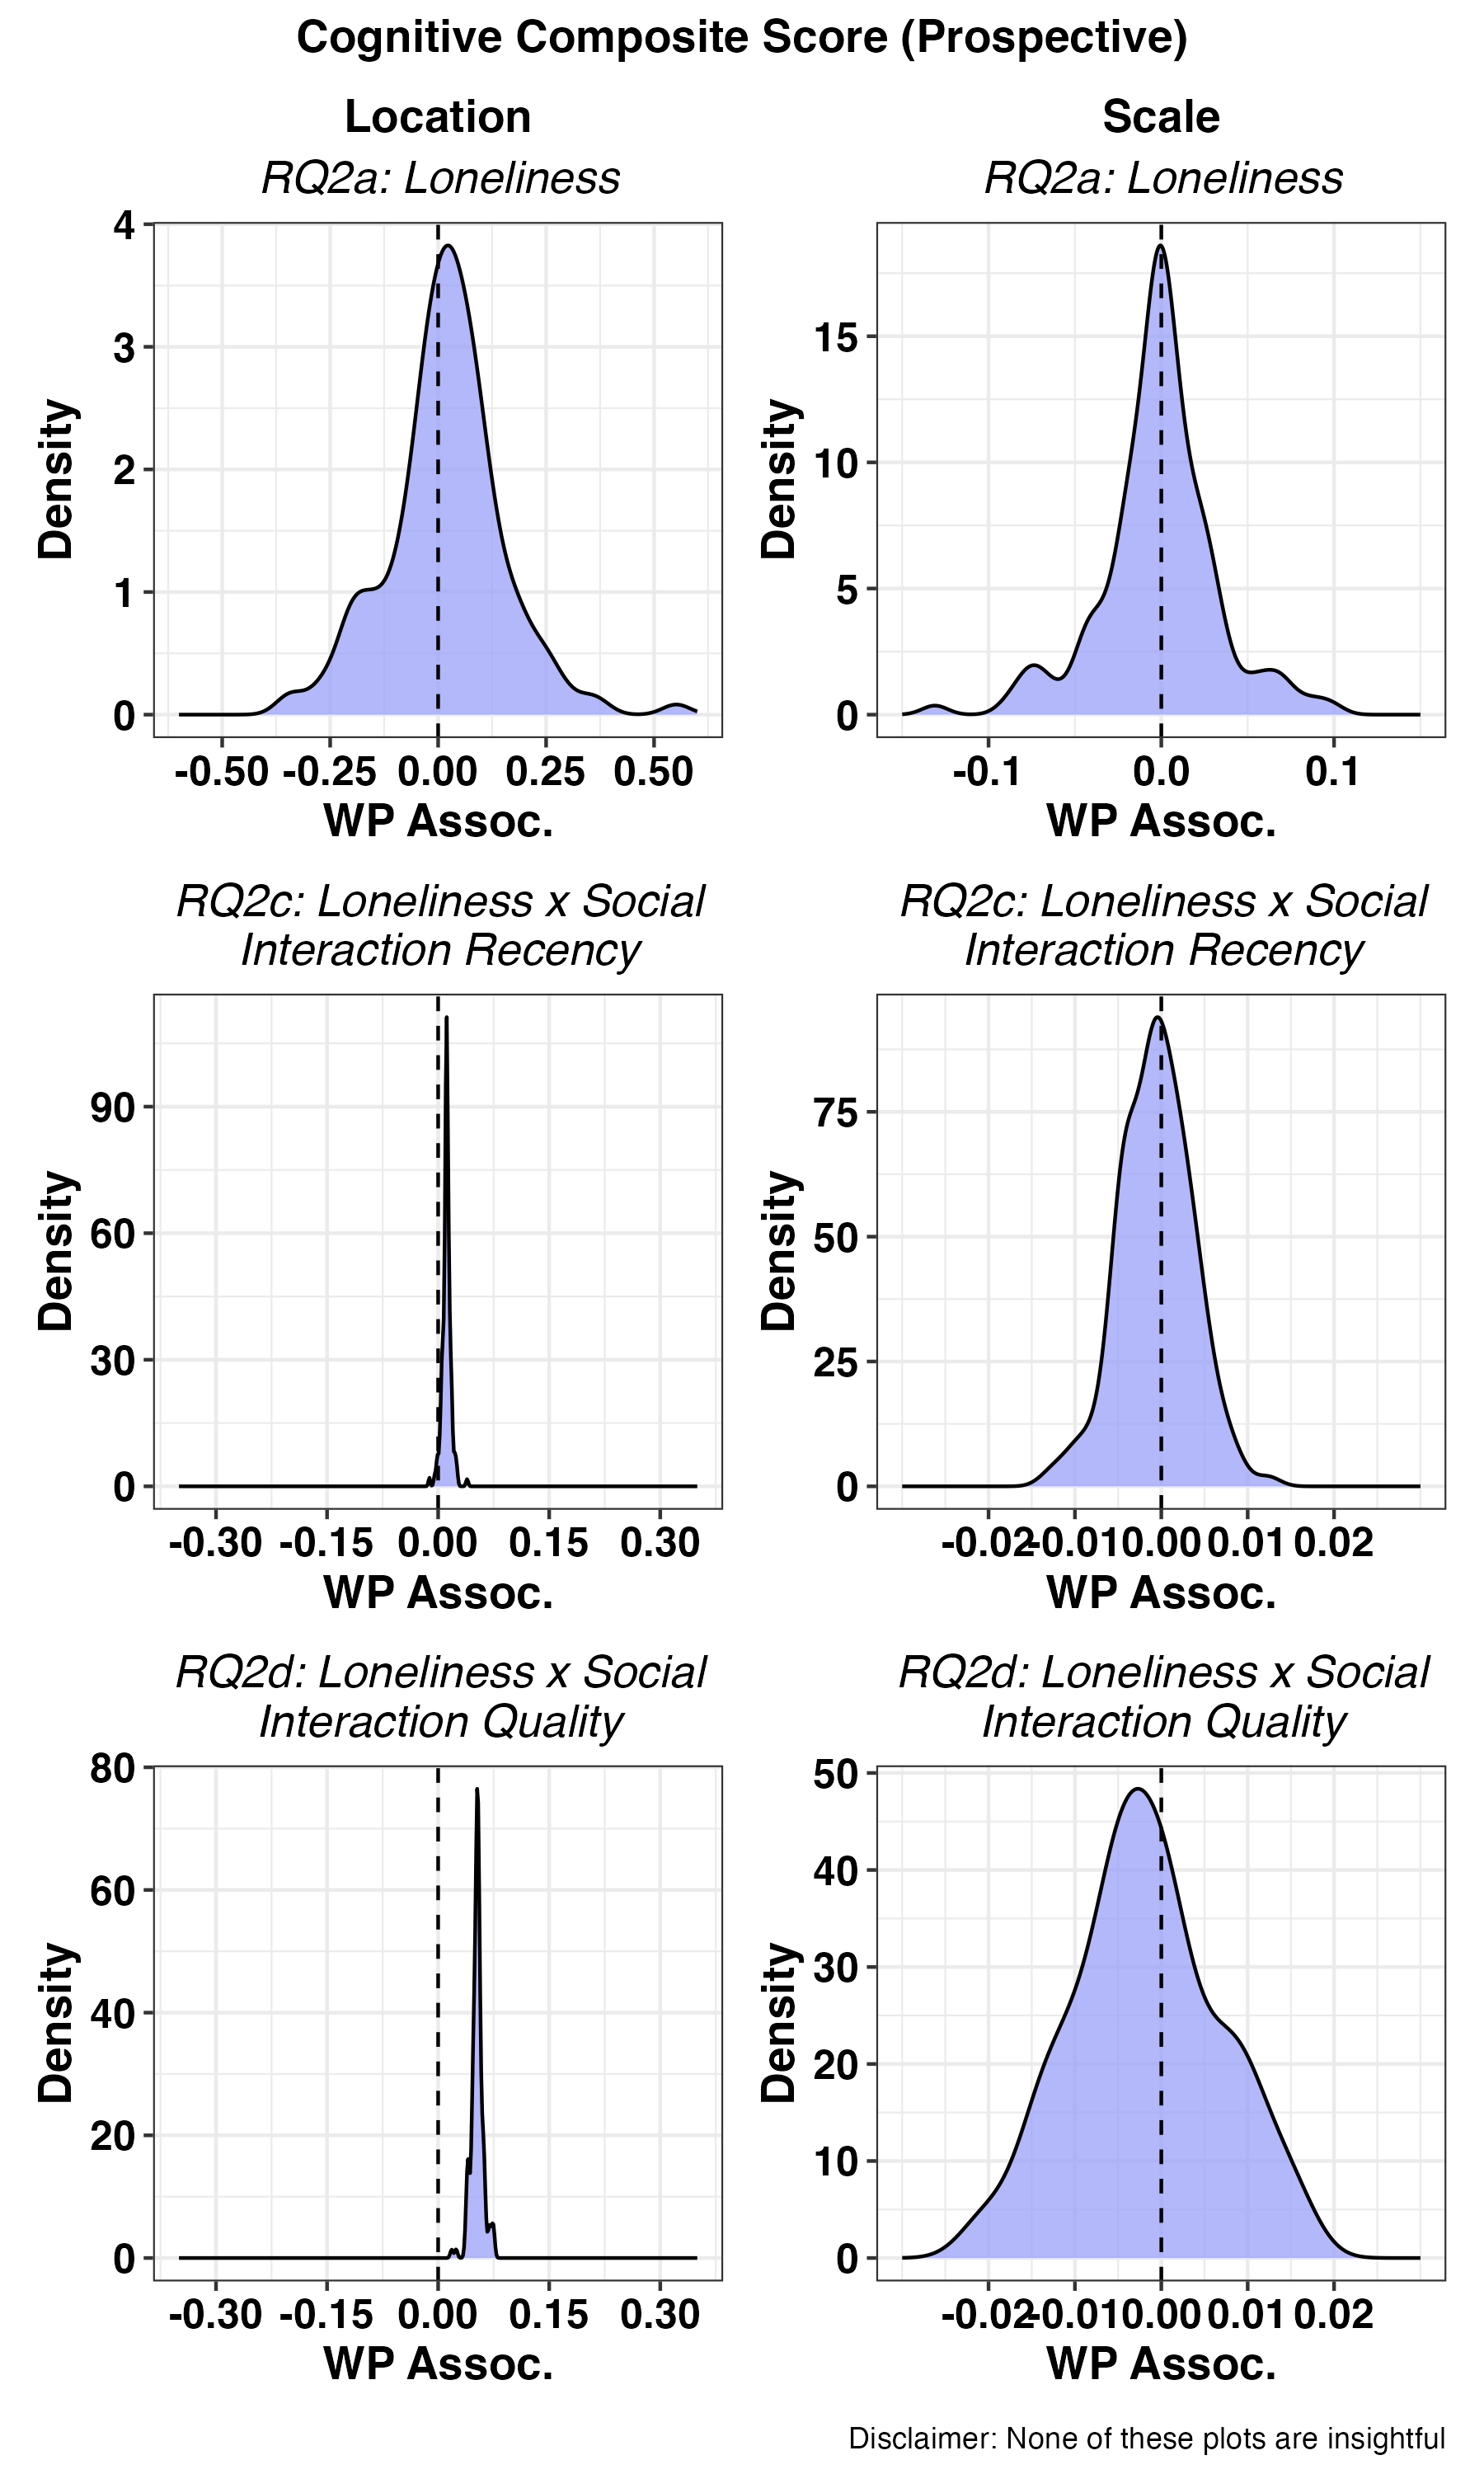 Cognitive Composite Score (Prospective)
Location
Scale
RQ2a: Loneliness
RQ2a: Loneliness
4
3
2
1
0
Density
-0.50 -0.25 0.00 0.25 0.50
WP Assoc.
15
10
5
0
Density
-0.1 0.0 0.1
WP Assoc.
RQ2c: Loneliness x Social
Interaction Recency
90
60
30
0
Density
-0.30 -0.15 0.00 0.15 0.30
WP Assoc.
RQ2c: Loneliness x Social
Interaction Recency
75
50
25
0
Density
-0.02 -0.01 0.00 0.01 0.02
WP Assoc.
RQ2d: Loneliness x Social
Interaction Quality
80
60
40
20
0
Density
-0.30 -0.15 0.00 0.15 0.30
WP Assoc.
RQ2d: Loneliness x Social
Interaction Quality
50
40
30
20
10
0
Density
-0.02 -0.01 0.00 0.01 0.02
WP Assoc.
Disclaimer: None of these plots are insightful